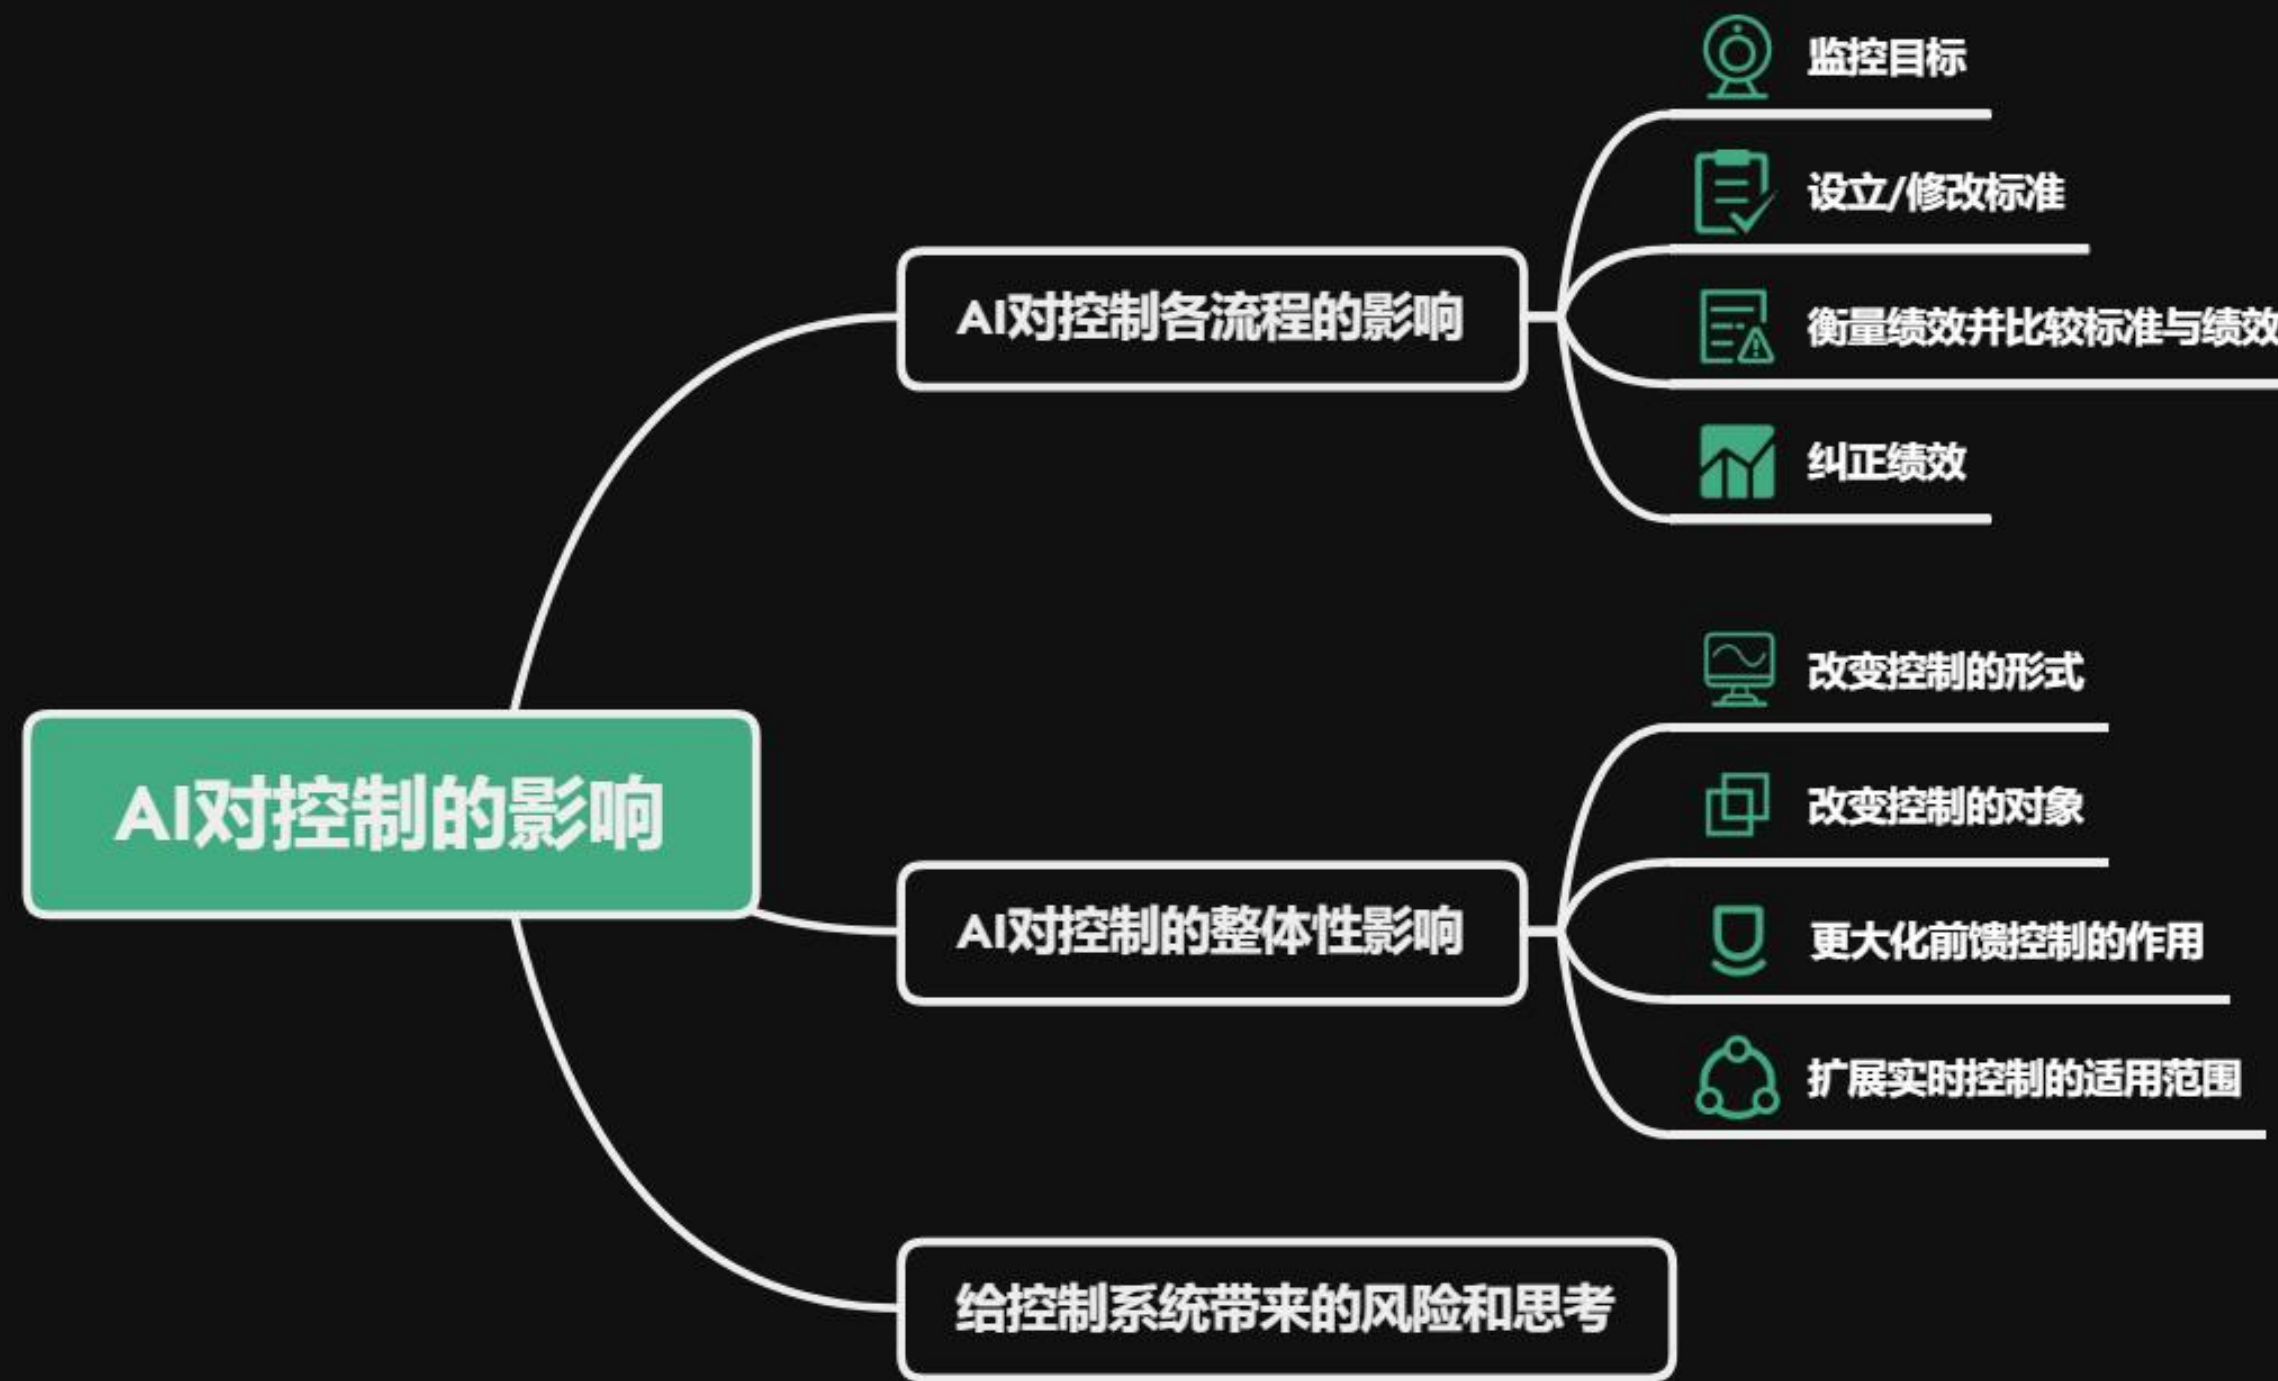 监控目标
设立/修改标准
AI对控制各流程的影响
衡量绩效并比较标准与绩效
纠正绩效
改变控制的形式
AI对控制的影响
改变控制的对象
AI对控制的整体性影响
更大化前馈控制的作用
扩展实时控制的适用范围
给控制系统带来的风险和思考